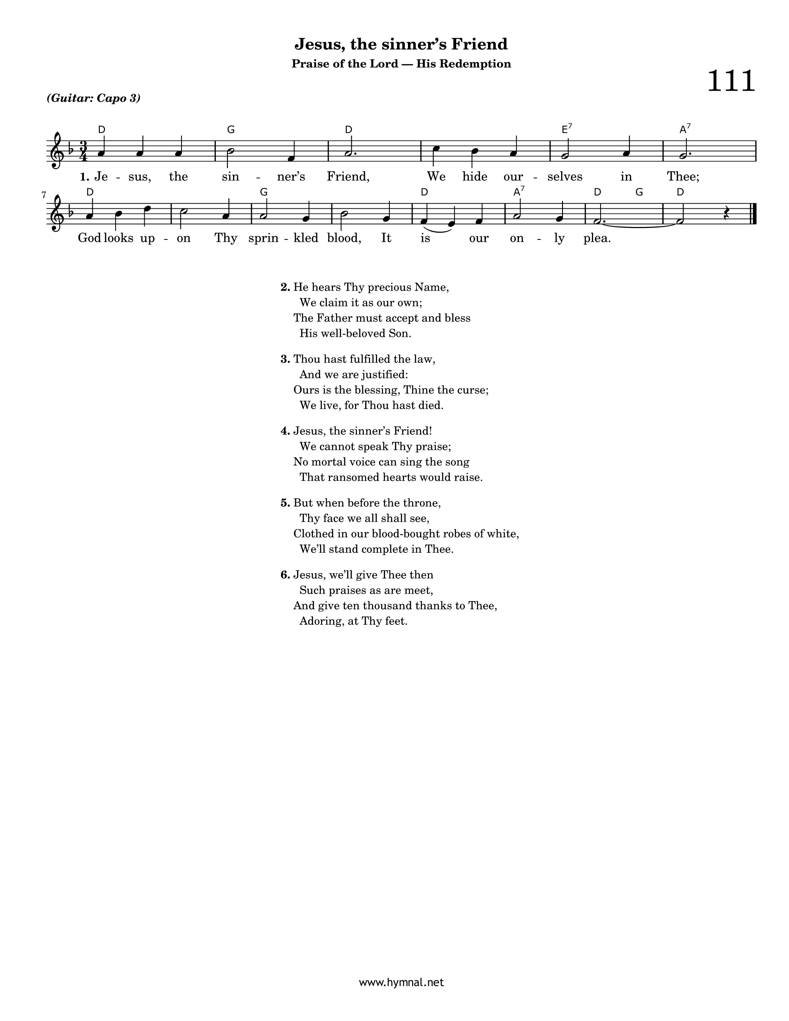 Jesus, the sinner's Friend
Praise of the Lord — His Redemption
111
(Guitar: Capo 3)
D G D E7 A7
3
4
1. Je - sus, the sin - ner's Friend, We hide our - selves in Thee;
7
D G D A7 D G D
God looks up - on Thy sprin - kled blood, It is our on - ly plea.
2. He hears Thy precious Name,
We claim it as our own;
The Father must accept and bless
His well-beloved Son.
3. Thou hast fulfilled the law,
And we are justified:
Ours is the blessing, Thine the curse;
We live, for Thou hast died.
4. Jesus, the sinner's Friend!
We cannot speak Thy praise;
No mortal voice can sing the song
That ransomed hearts would raise.
5. But when before the throne,
Thy face we all shall see,
Clothed in our blood-bought robes of white,
We'll stand complete in Thee.
6. Jesus, we'll give Thee then
Such praises as are meet,
And give ten thousand thanks to Thee,
Adoring, at Thy feet.
www.hymnal.net